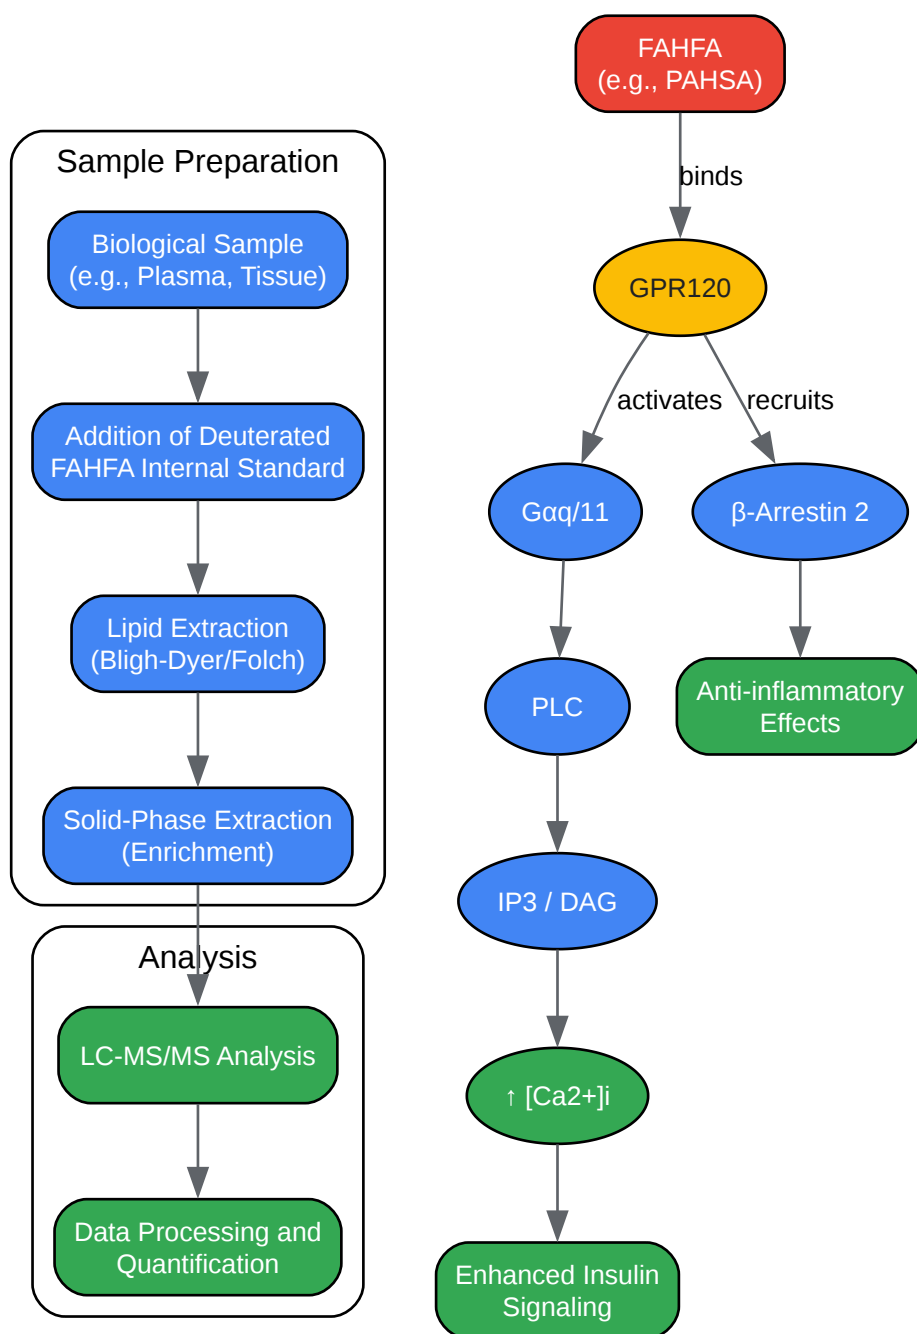 Sample Preparation
Biological Sample
(e.g., Plasma, Tissue)
Addition of Deuterated
FAHFA Internal Standard
Lipid Extraction
(Bligh-Dyer/Folch)
Solid-Phase Extraction
(Enrichment)
Analysis
LC-MS/MS Analysis
Data Processing and
Quantification
FAHFA
(e.g., PAHSA)
binds
GPR120
activates
recruits
Gαq/11
β-Arrestin 2
PLC
Anti-inflammatory
Effects
IP3 / DAG
↑ [Ca2+]i
Enhanced Insulin
Signaling